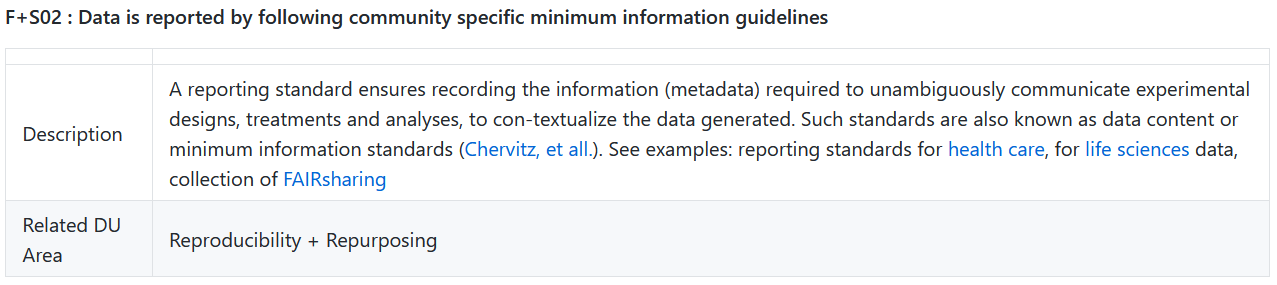 F+S02 : Data is reported by following community specific minimum information guidelines
Description
A reporting standard ensures recording the information (metadata) required to unambiguously communicate experimental
designs, treatments and analyses, to con-textualize the data generated. Such standards are also known as data content or
minimum information standards (Chervitz, et all.). See examples: reporting standards for health care, for life sciences data,
collection of FAIRsharing
Related DU
Area
Reproducibility + Repurposing